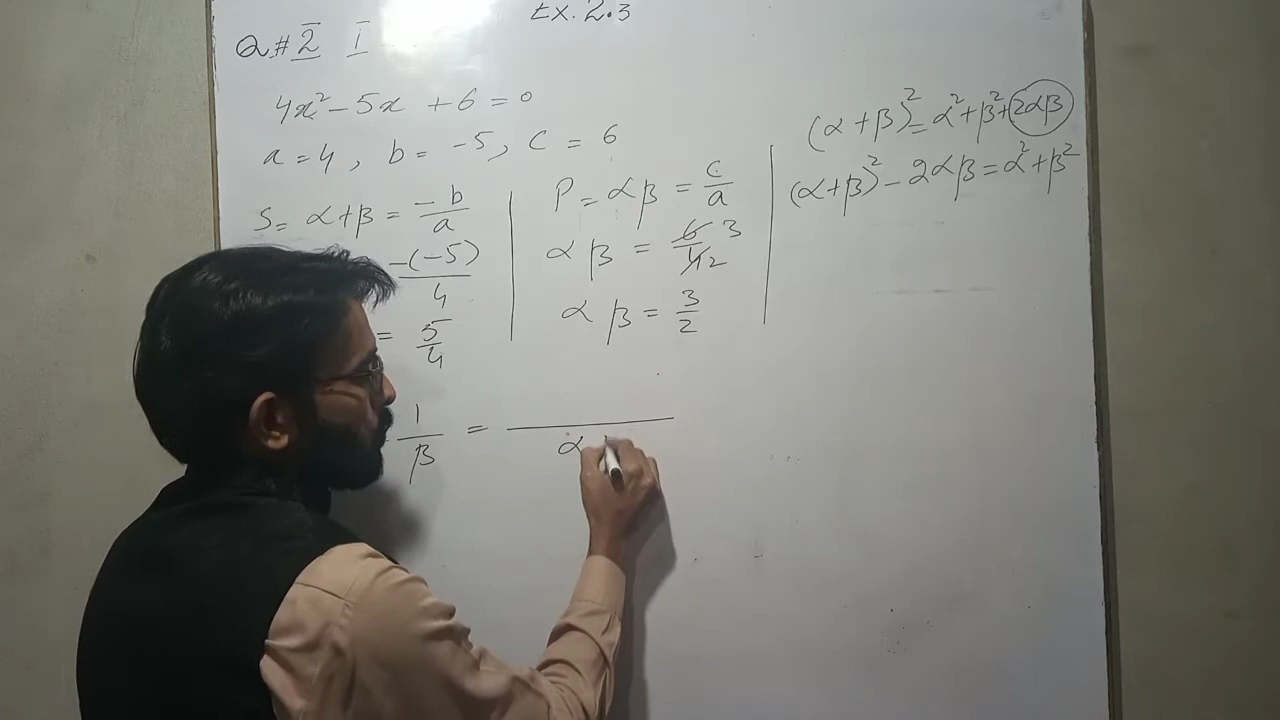 Ex. 2.3
Q.# 2 I
4x² - 5x + 6 = 0
a = 4, b = -5, c = 6
S = α+β = -b/a
-(-5)/4
= 5/4
P = αβ = c/a
αβ = 6/4 3 2
αβ = 3/2
(α+β)² = α²+β²+2αβ
(α+β)² - 2αβ = α²+β²
1/β = /α